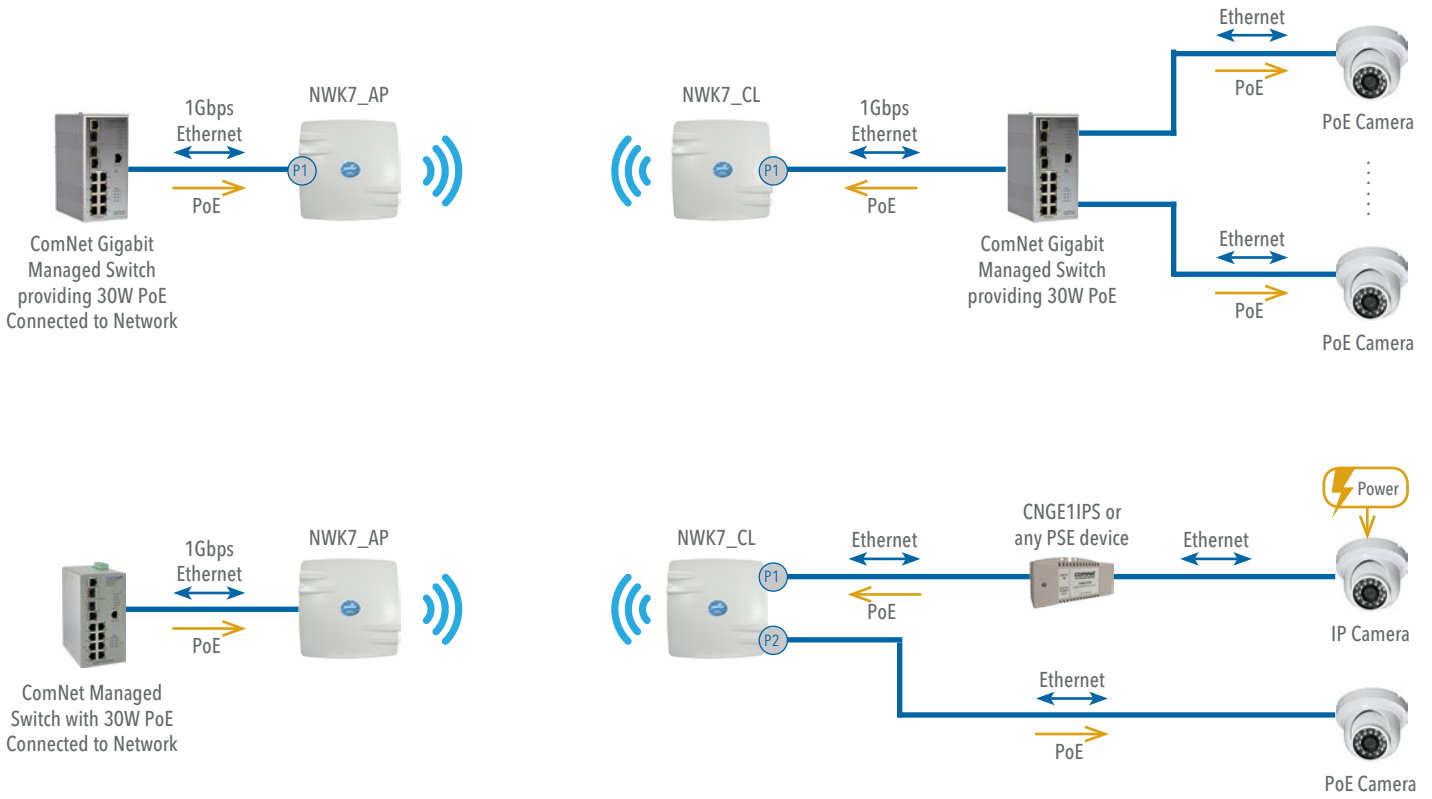 Ethernet
PoE
PoE Camera
NWK7_AP
1Gbps
Ethernet
P1
PoE
ComNet Gigabit
Managed Switch
providing 30W PoE
Connected to Network
NWK7_CL
P1
1Gbps
Ethernet
PoE
ComNet Gigabit
Managed Switch
providing 30W PoE
Ethernet
PoE
PoE Camera
NWK7_AP
1Gbps
Ethernet
PoE
ComNet Managed
Switch with 30W PoE
Connected to Network
NWK7_CL
P1
P2
Ethernet
PoE
CNGE1IPS or
any PSE device
COMNET
Ethernet
Power
IP Camera
Ethernet
PoE
PoE Camera